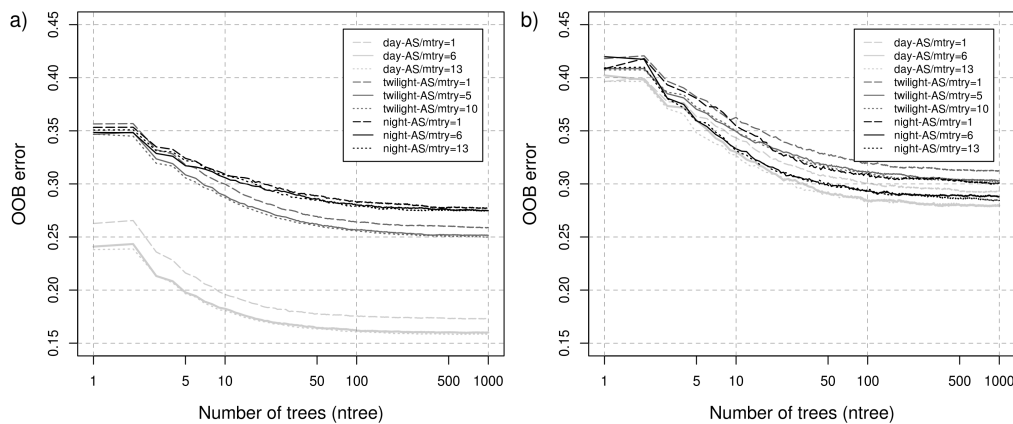 a)
0.45
0.40
0.35
0.30
0.25
0.20
0.15
OOB error
day-AS/mtry=1
day-AS/mtry=6
day-AS/mtry=13
twilight-AS/mtry=1
twilight-AS/mtry=5
twilight-AS/mtry=10
night-AS/mtry=1
night-AS/mtry=6
night-AS/mtry=13
1 5 10 50 100 500 1000
Number of trees (ntree)
b)
0.45
0.40
0.35
0.30
0.25
0.20
0.15
OOB error
day-AS/mtry=1
day-AS/mtry=6
day-AS/mtry=13
twilight-AS/mtry=1
twilight-AS/mtry=5
twilight-AS/mtry=10
night-AS/mtry=1
night-AS/mtry=6
night-AS/mtry=13
1 5 10 50 100 500 1000
Number of trees (ntree)